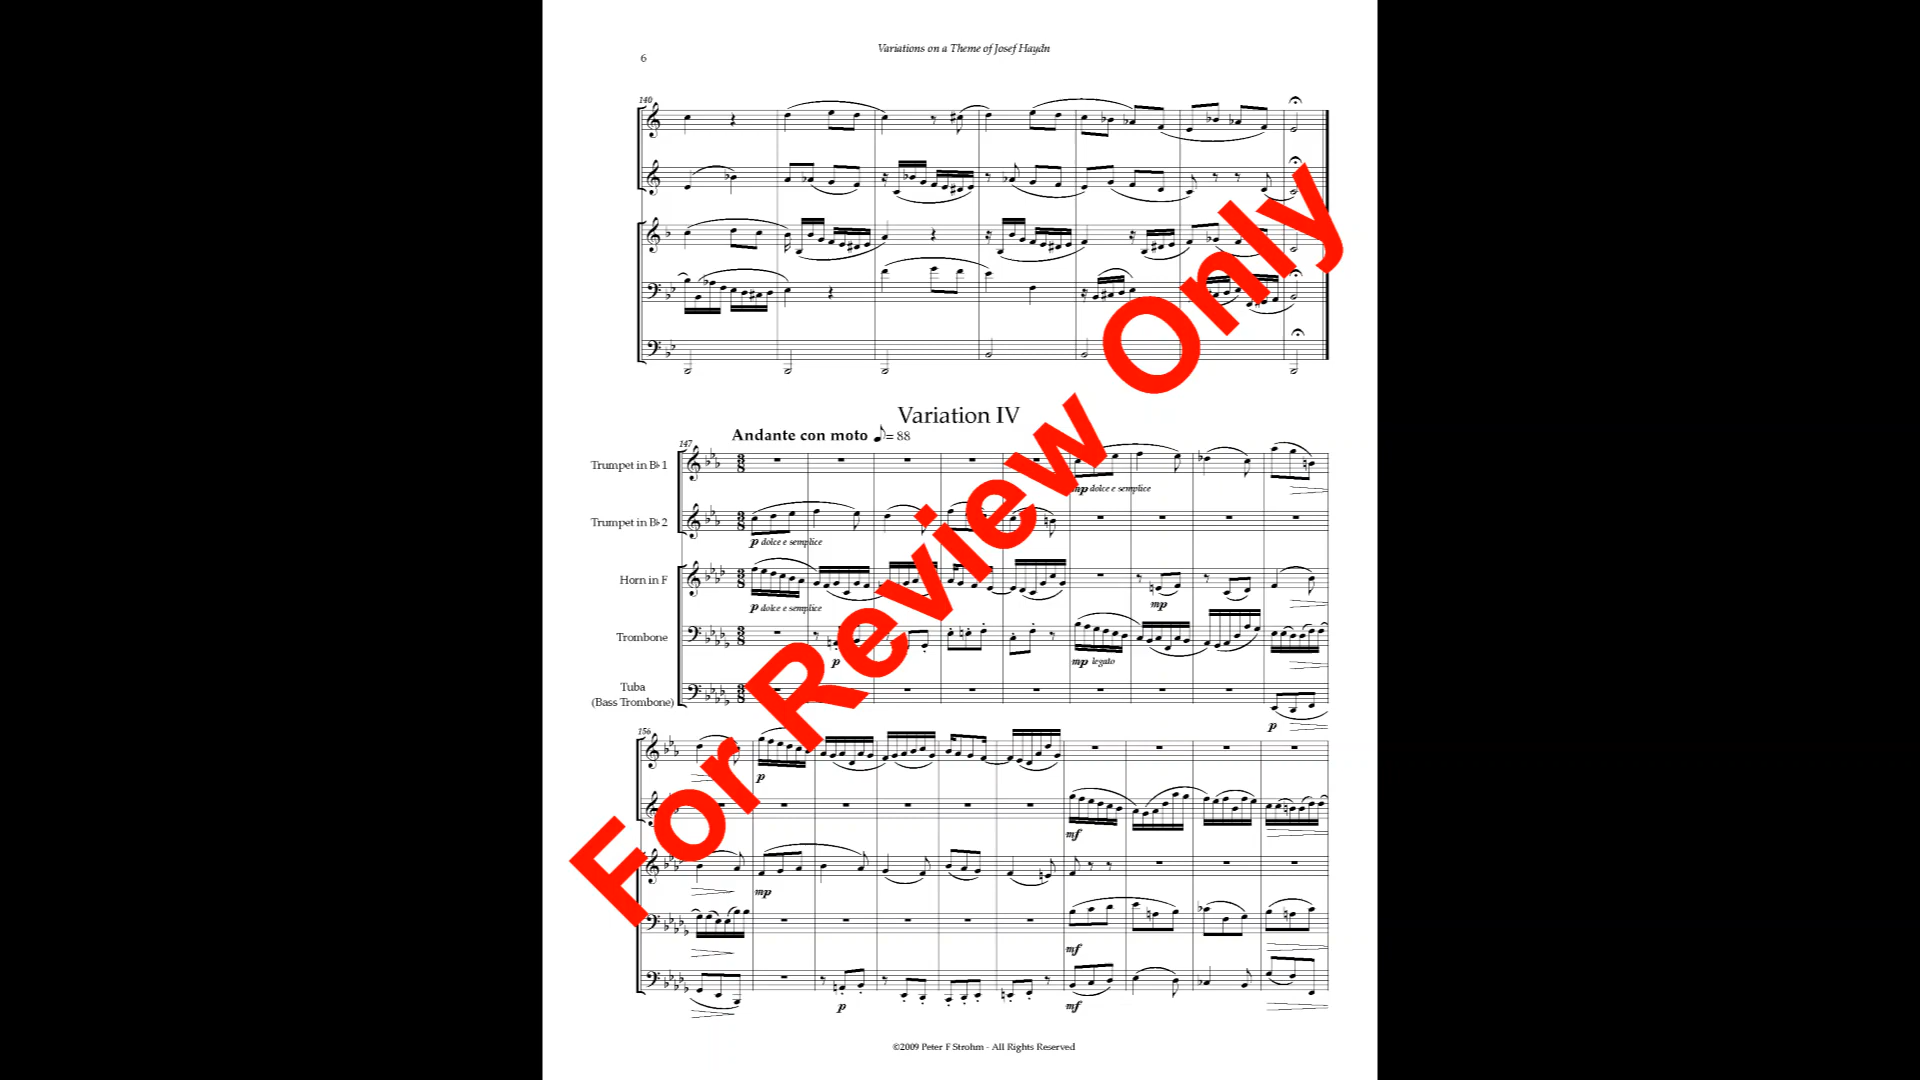 Variations on a Theme of Josef Haydn
6
140
Variation IV
Andante con moto ♪= 88
147
Trumpet in B♭ 1
mp dolce e semplice
Trumpet in B♭ 2
p dolce e semplice
Horn in F
p dolce e semplice
mp
Trombone
p
mp legato
Tuba
(Bass Trombone)
p
156
p
mf
mp
mf
p
mf
For Review Only
©2009 Peter F Strohm - All Rights Reserved